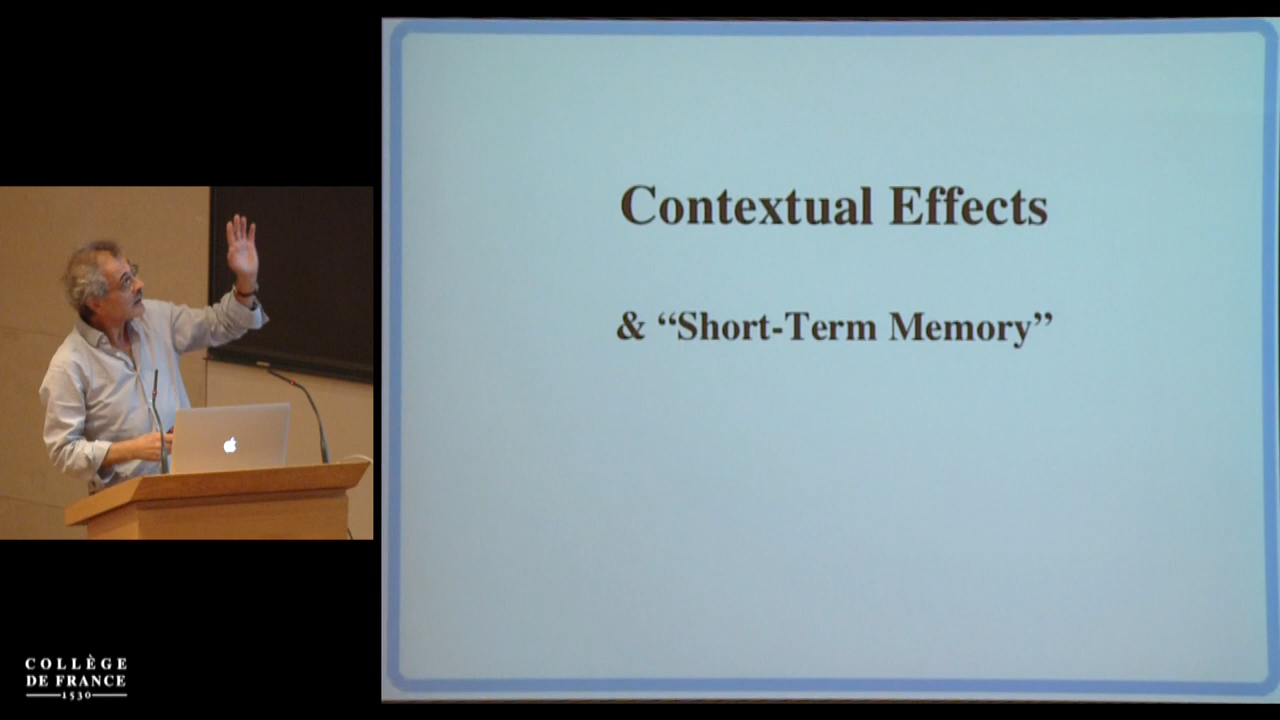 Contextual Effects
& “Short-Term Memory”
COLLÈGE
DE FRANCE
1530